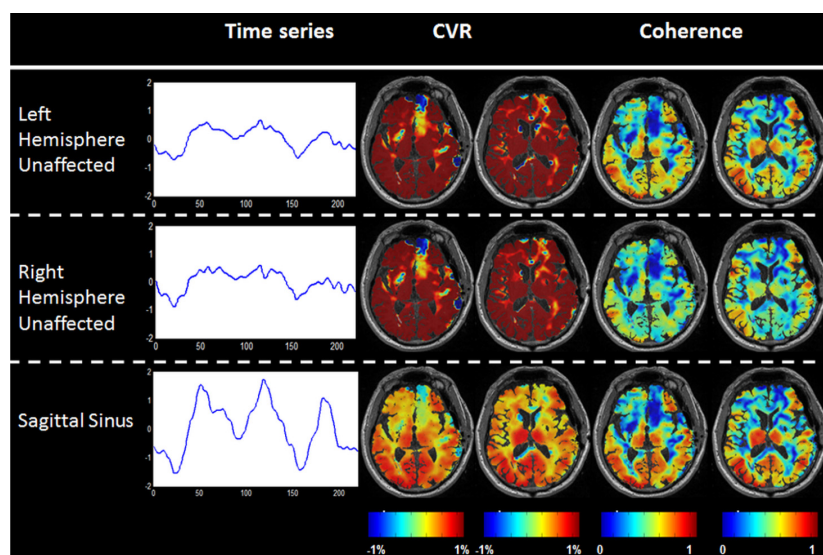 Time series CVR Coherence
Left
Hemisphere
Unaffected
2
1
0
-1
-2
0 50 100 150 200
Right
Hemisphere
Unaffected
2
1
0
-1
-2
0 50 100 150 200
Sagittal Sinus
2
1
0
-1
-2
0 50 100 150 200
-1% 1% -1% 1% 0 1 0 1